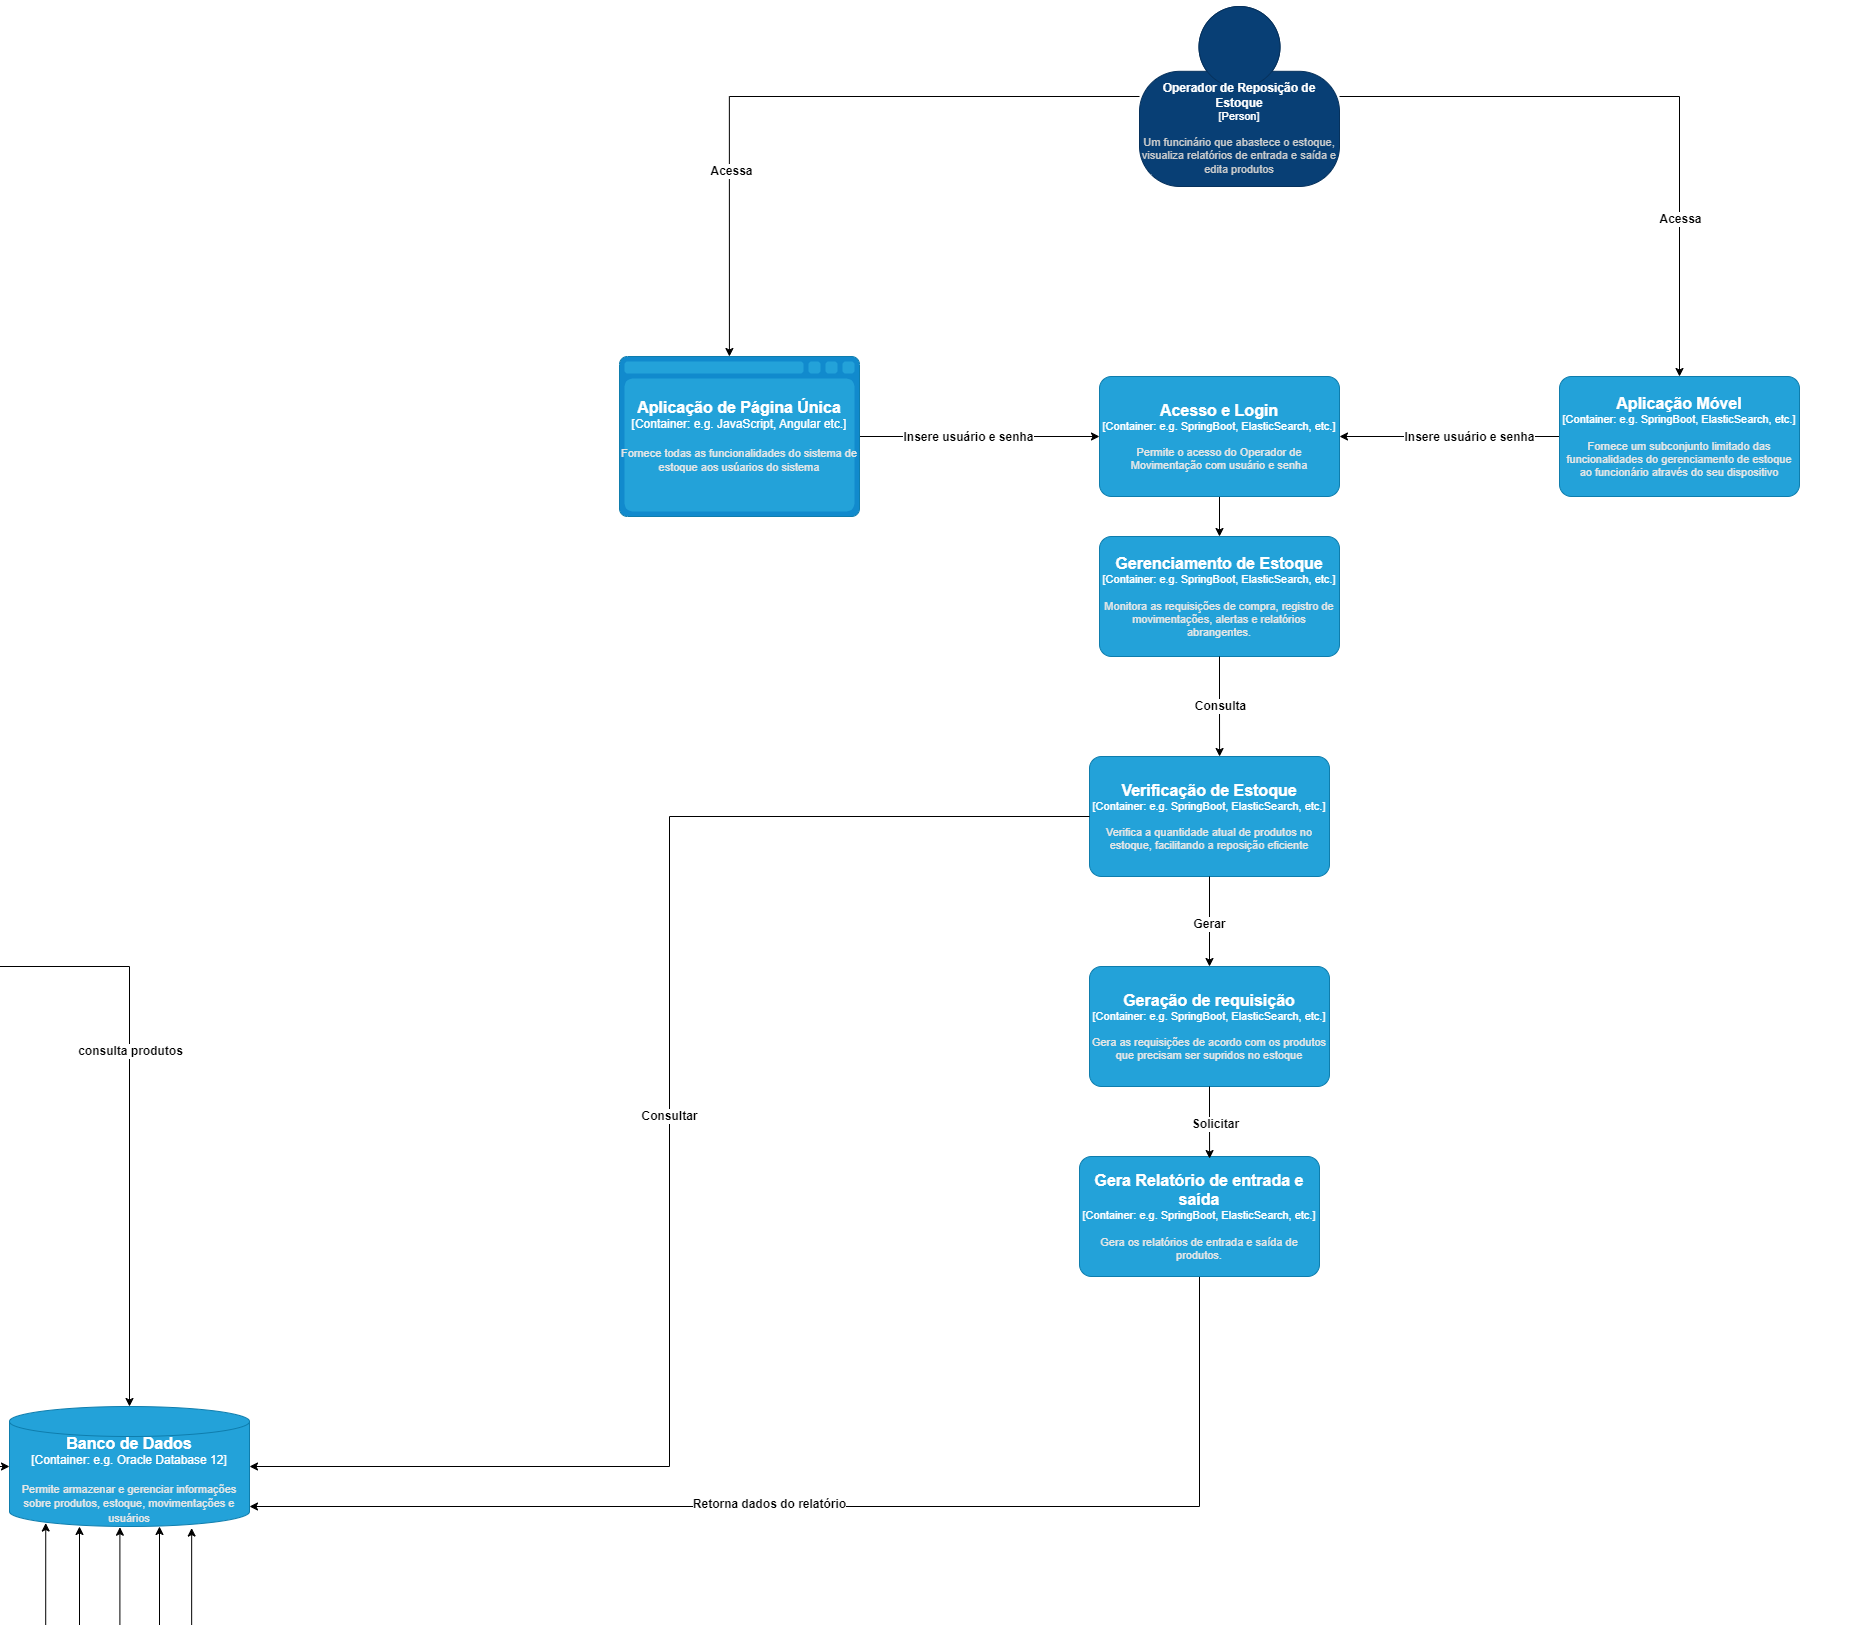 Operador de Reposição de
Estoque
[Person]
Um funcinário que abastece o estoque,
visualiza relatórios de entrada e saída e
edita produtos
Acessa
Acessa
Aplicação de Página Única
[Container: e.g. JavaScript, Angular etc.]
Fornece todas as funcionalidades do sistema de
estoque aos usúarios do sistema
Insere usuário e senha
Acesso e Login
[Container: e.g. SpringBoot, ElasticSearch, etc.]
Permite o acesso do Operador de
Movimentação com usuário e senha
Insere usuário e senha
Aplicação Móvel
[Container: e.g. SpringBoot, ElasticSearch, etc.]
Fornece um subconjunto limitado das
funcionalidades do gerenciamento de estoque
ao funcionário através do seu dispositivo
Gerenciamento de Estoque
[Container: e.g. SpringBoot, ElasticSearch, etc.]
Monitora as requisições de compra, registro de
movimentações, alertas e relatórios
abrangentes.
Consulta
Verificação de Estoque
[Container: e.g. SpringBoot, ElasticSearch, etc.]
Verifica a quantidade atual de produtos no
estoque, facilitando a reposição eficiente
Gerar
Geração de requisição
[Container: e.g. SpringBoot, ElasticSearch, etc.]
Gera as requisições de acordo com os produtos
que precisam ser supridos no estoque
consulta produtos
Consultar
Solicitar
Gera Relatório de entrada e
saída
[Container: e.g. SpringBoot, ElasticSearch, etc.]
Gera os relatórios de entrada e saída de
produtos.
Banco de Dados
[Container: e.g. Oracle Database 12]
Permite armazenar e gerenciar informações
sobre produtos, estoque, movimentações e
usuários
Retorna dados do relatório